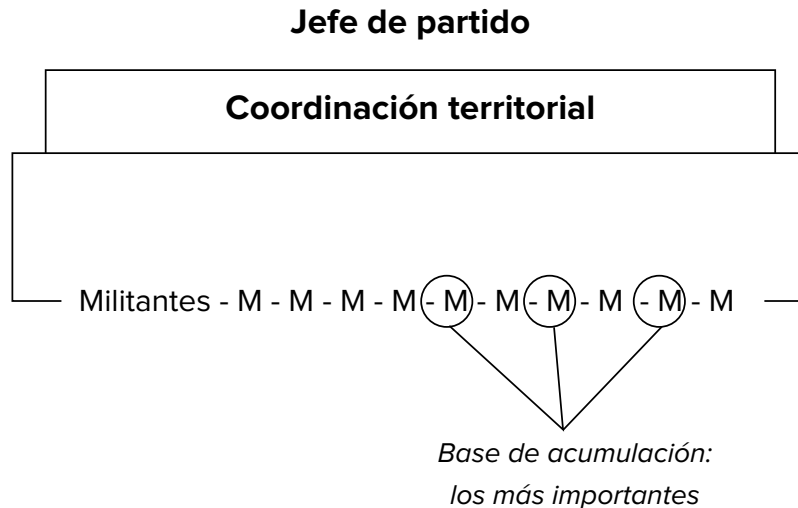 Jefe de partido
Coordinación territorial
Militantes - M - M - M - M - M - M - M - M - M - M
Base de acumulación:
los más importantes